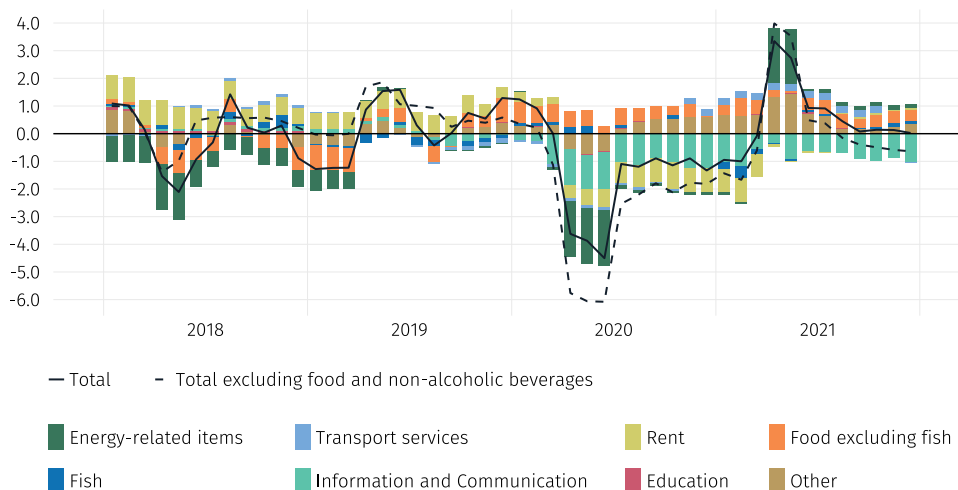 4.0
3.0
2.0
1.0
0.0
-1.0
-2.0
-3.0
-4.0
-5.0
-6.0
2018 2019 2020 2021
Total Total excluding food and non-alcoholic beverages
Energy-related items Transport services Rent Food excluding fish
Fish Information and Communication Education Other